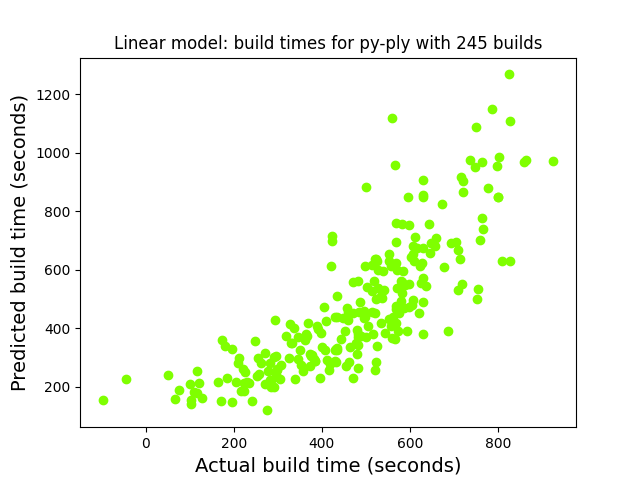 Linear model: build times for py-ply with 245 builds
1200
1000
800
600
400
200
Predicted build time (seconds)
0 200 400 600 800
Actual build time (seconds)